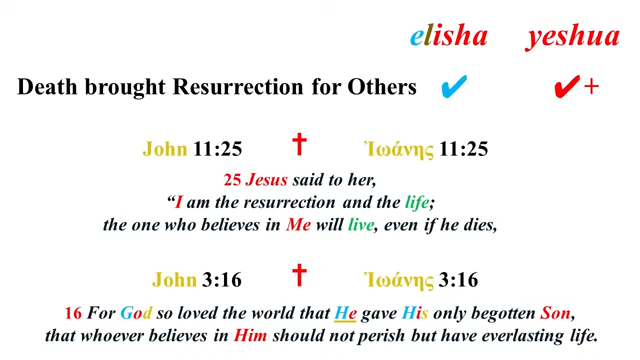 elisha yeshua
Death brought Resurrection for Others ✔ ✔+
John 11:25 ✝ Ἰωάνης 11:25
25 Jesus said to her,
“I am the resurrection and the life;
the one who believes in Me will live, even if he dies,
John 3:16 ✝ Ἰωάνης 3:16
16 For God so loved the world that He gave His only begotten Son,
that whoever believes in Him should not perish but have everlasting life.